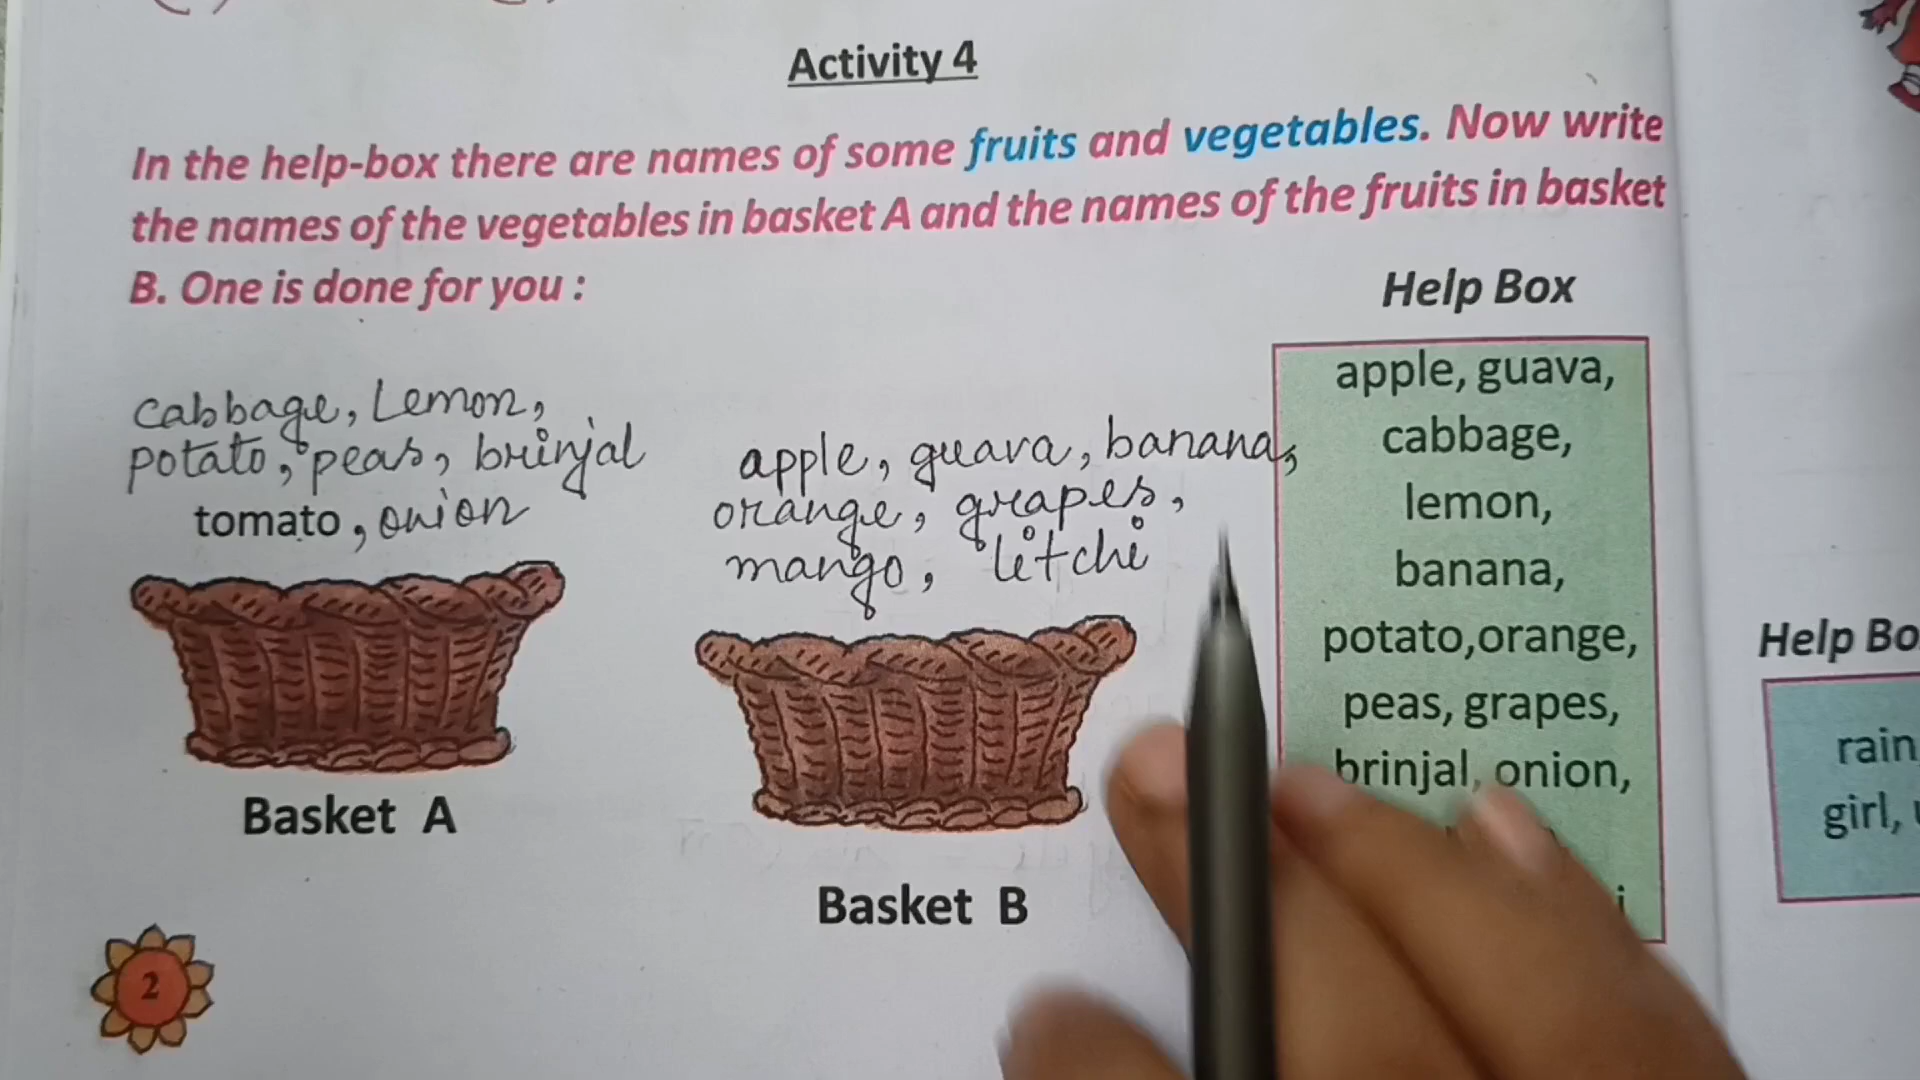 Activity 4
In the help-box there are names of some fruits and vegetables. Now write
the names of the vegetables in basket A and the names of the fruits in basket
B. One is done for you :
cabbage, Lemon,
potato, peas, brinjal
tomato, onion
Basket A
apple, guava, banana,
orange, grapes,
mango, litchi
Basket B
Help Box
apple, guava,
cabbage,
lemon,
banana,
potato,orange,
peas, grapes,
brinjal, onion,
2
Help
rain
girl,